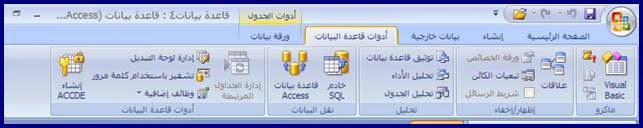 قاعدة بيانات٤ : قاعدة بيانات (Access...
أدوات الجدول
الصفحة الرئيسية
إنشاء
بيانات خارجية
أدوات قاعدة البيانات
ورقة بيانات
Visual Basic
ماكرو
علاقات
ورقة الخصائص
تبعيات الكائن
شريط الرسائل
إظهار/إخفاء
توثيق قاعدة بيانات
تحليل الأداء
تحليل الجدول
تحليل
خادم SQL
قاعدة بيانات Access
نقل البيانات
إدارة الجداول المرتبطة
إدارة لوحة التبديل
تشفير باستخدام كلمة مرور
وظائف إضافية
إنشاء ACCDE
أدوات قاعدة البيانات